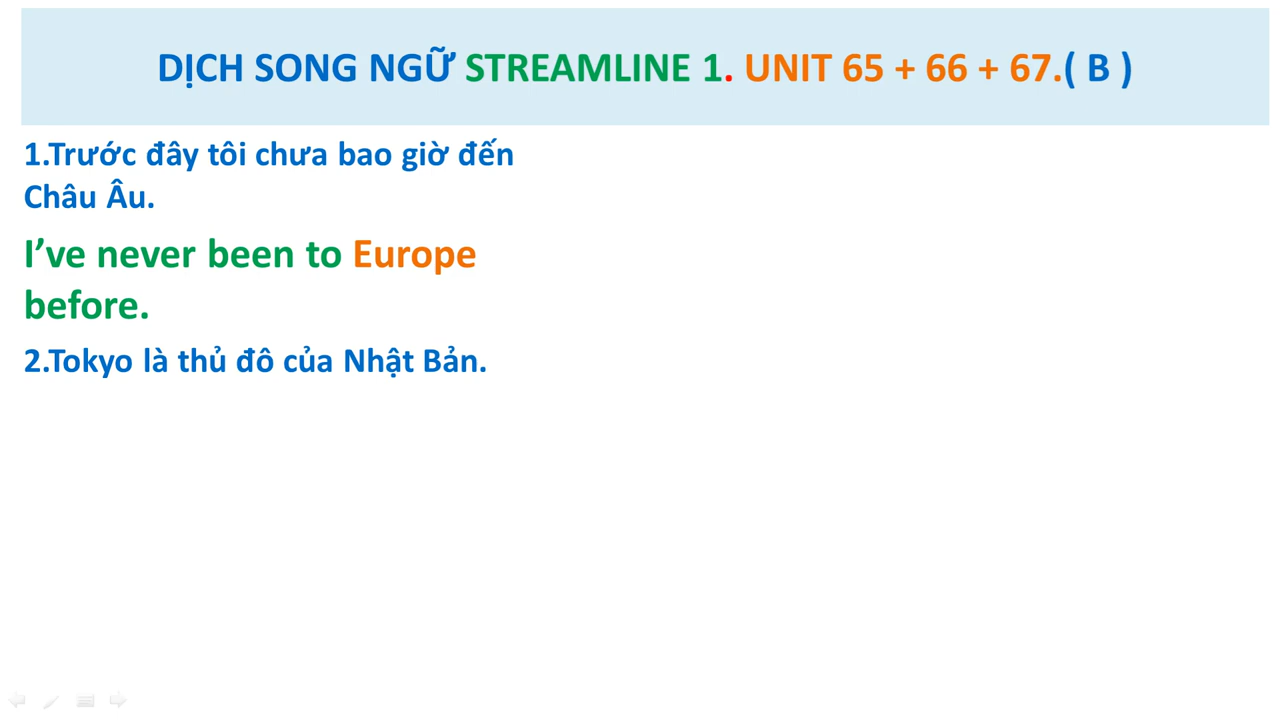 DỊCH SONG NGỮ STREAMLINE 1. UNIT 65 + 66 + 67.( B )
1.Trước đây tôi chưa bao giờ đến
Châu Âu.
I’ve never been to Europe
before.
2.Tokyo là thủ đô của Nhật Bản.